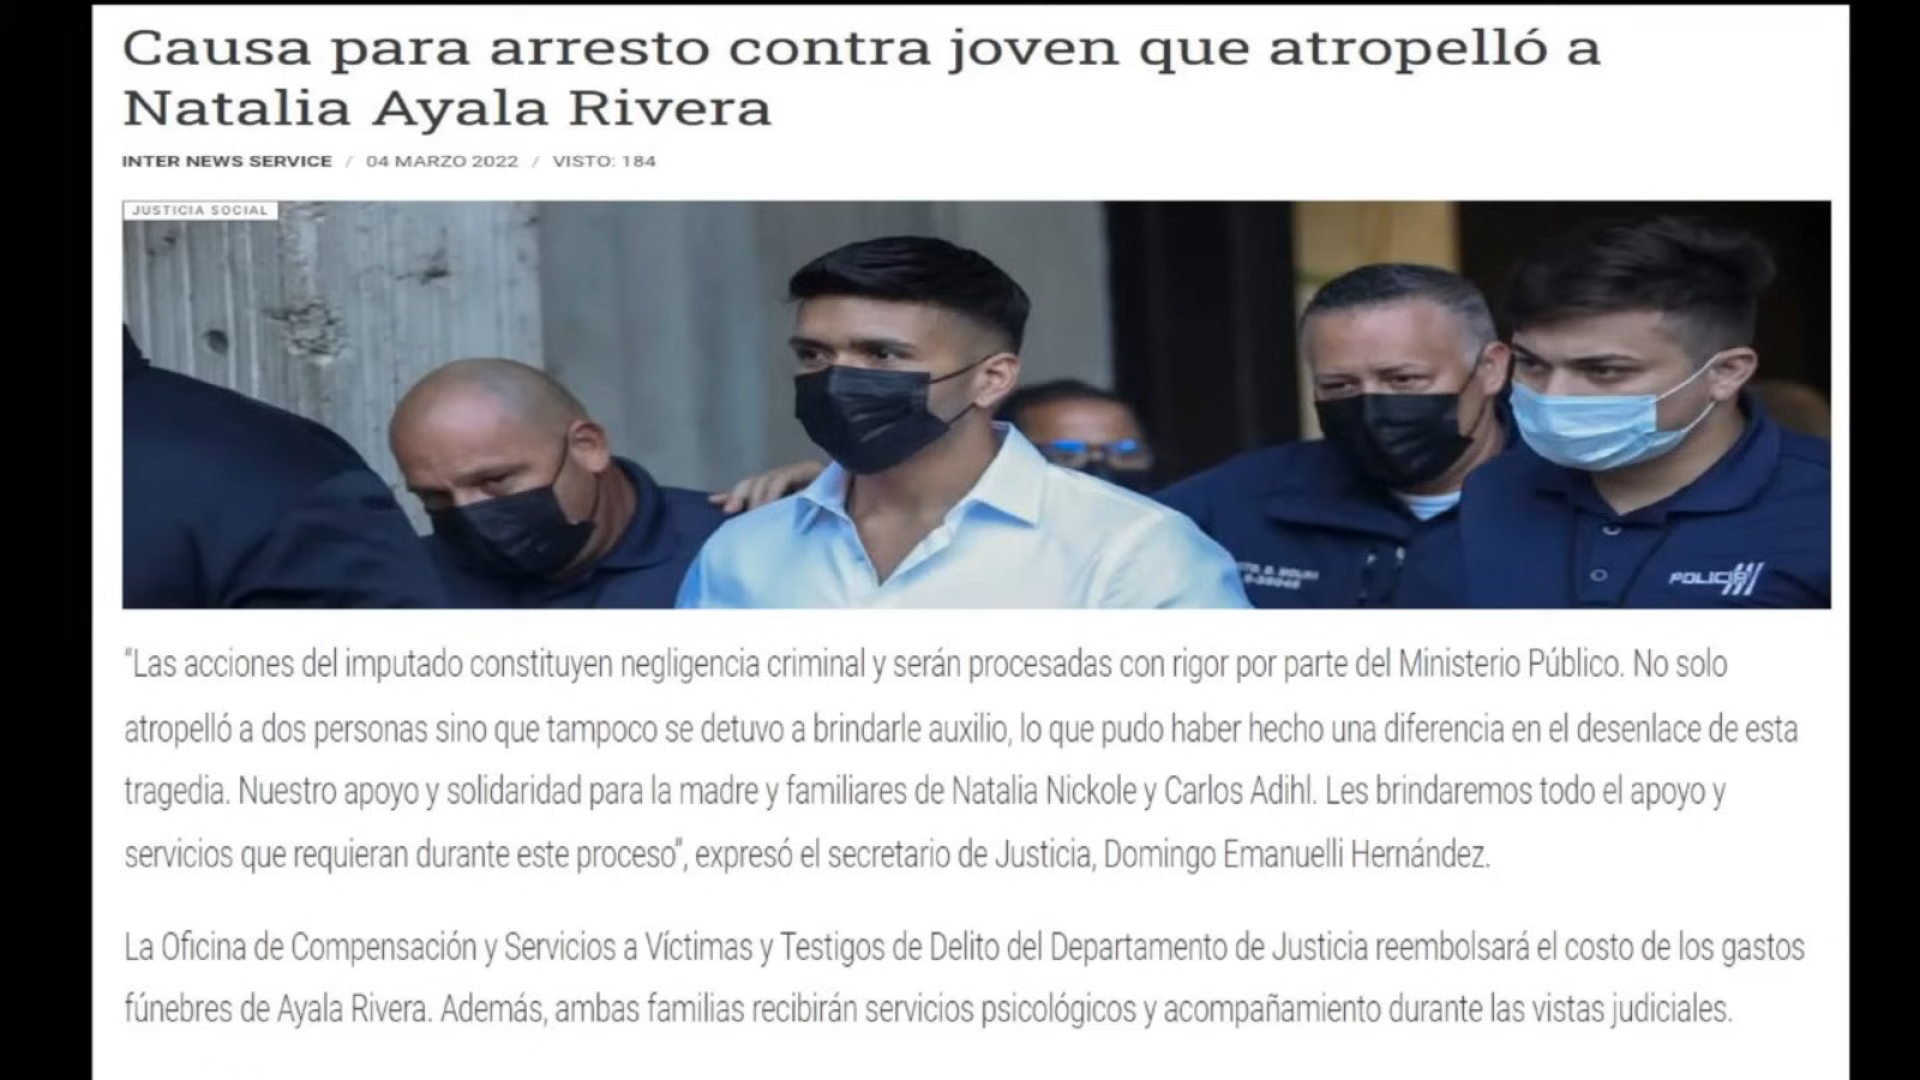 Causa para arresto contra joven que atropelló a
Natalia Ayala Rivera
INTER NEWS SERVICE / 04 MARZO 2022 / VISTO: 184
JUSTICIA SOCIAL
POLICIA
“Las acciones del imputado constituyen negligencia criminal y serán procesadas con rigor por parte del Ministerio Público. No solo
atropelló a dos personas sino que tampoco se detuvo a brindarle auxilio, lo que pudo haber hecho una diferencia en el desenlace de esta
tragedia. Nuestro apoyo y solidaridad para la madre y familiares de Natalia Nickole y Carlos Adihl. Les brindaremos todo el apoyo y
servicios que requieran durante este proceso”, expresó el secretario de Justicia, Domingo Emanuelli Hernández.
La Oficina de Compensación y Servicios a Víctimas y Testigos de Delito del Departamento de Justicia reembolsará el costo de los gastos
fúnebres de Ayala Rivera. Además, ambas familias recibirán servicios psicológicos y acompañamiento durante las vistas judiciales.